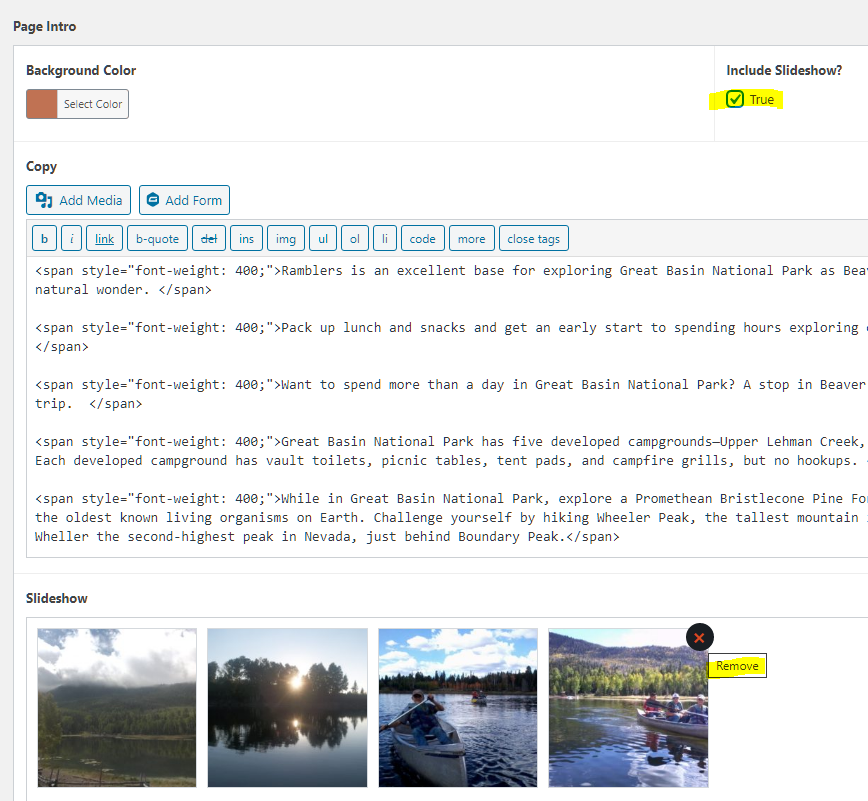 Page Intro
Background Color
Include Slideshow?
Select Color
True
Copy
Add Media
Add Form
b
i
link
b-quote
del
ins
img
ul
ol
li
code
more
close tags
<span style="font-weight: 400;">Ramblers is an excellent base for exploring Great Basin National Park as
natural wonder. </span>
<span style="font-weight: 400;">Pack up lunch and snacks and get an early start to spending hours exploring
</span>
<span style="font-weight: 400;">Want to spend more than a day in Great Basin National Park? A stop in Beaver
trip.  </span>
<span style="font-weight: 400;">Great Basin National Park has five developed campgrounds—Upper Lehman Creek,
Each developed campground has vault toilets, picnic tables, tent pads, and campfire grills, but no hookups.
<span style="font-weight: 400;">While in Great Basin National Park, explore a Promethean Bristlecone Pine
the oldest known living organisms on Earth. Challenge yourself by hiking Wheeler Peak, the tallest mountain
Wheller the second-highest peak in Nevada, just behind Boundary Peak.</span>
Slideshow
Remove